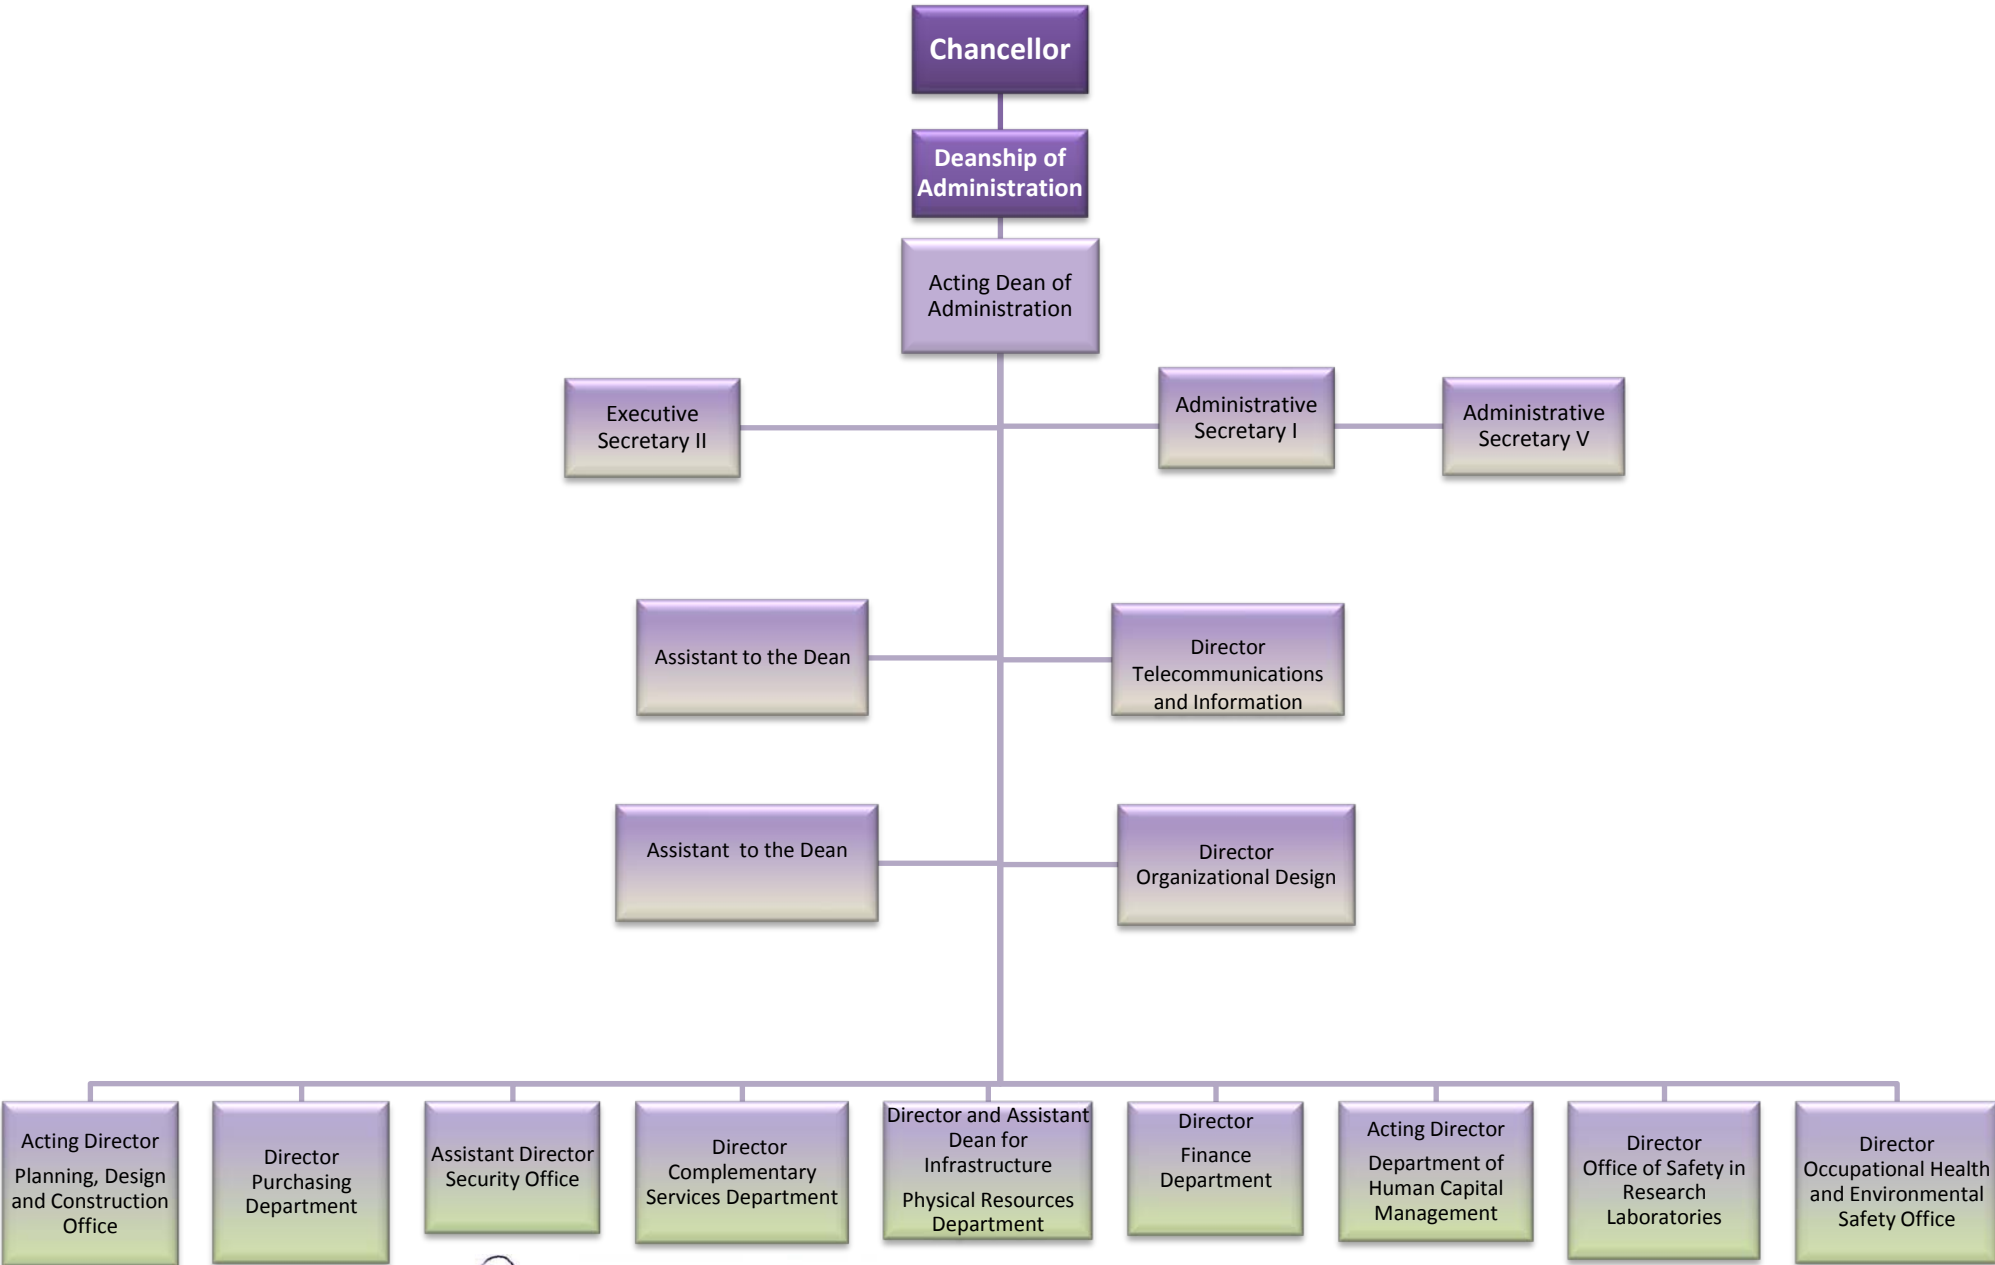 Chancellor
Deanship of
Administration
Acting Dean of
Administration
Executive
Secretary II
Administrative
Secretary I
Administrative
Secretary V
Assistant to the Dean
Director
Telecommunications
and Information
Assistant  to the Dean
Director
Organizational Design
Acting Director
Planning, Design
and Construction
Office
Director
Purchasing
Department
Assistant Director
Security Office
Director
Complementary
Services Department
Director and Assistant
Dean for
Infrastructure
Physical Resources
Department
Director
Finance
Department
Acting Director
Department of
Human Capital
Management
Director
Office of Safety in
Research
Laboratories
Director
Occupational Health
and Environmental
Safety Office